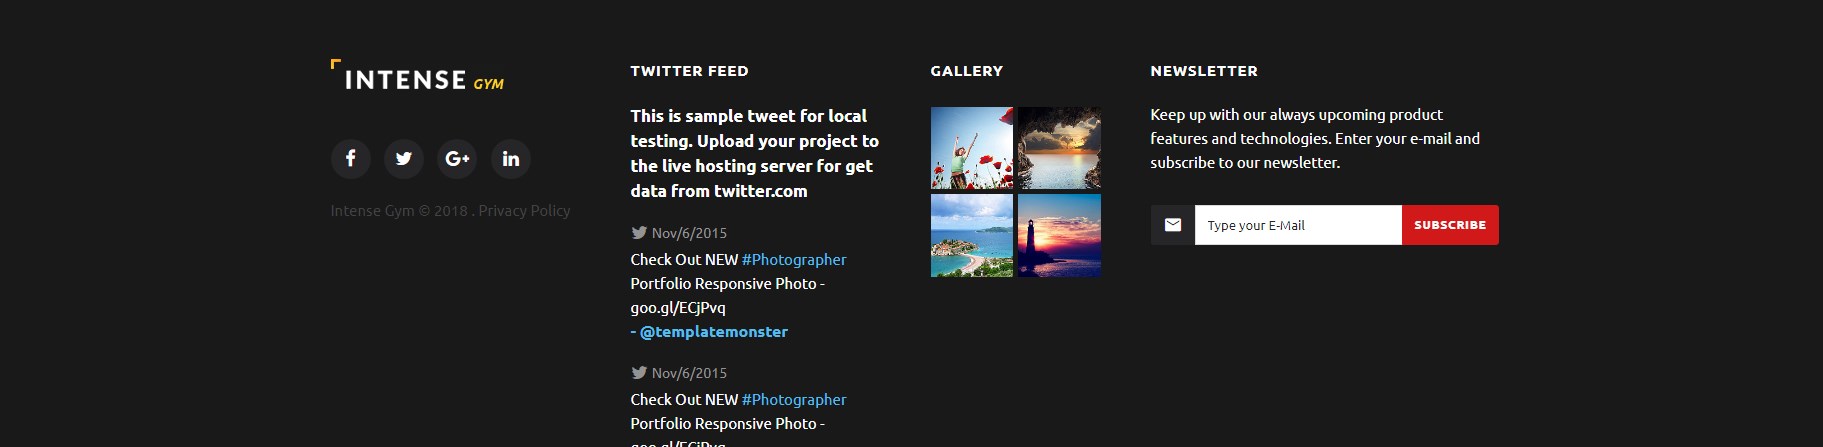 INTENSE GYM
Intense Gym © 2018 . Privacy Policy
TWITTER FEED
This is sample tweet for local
testing. Upload your project to
the live hosting server for get
data from twitter.com
Nov/6/2015
Check Out NEW #Photographer
Portfolio Responsive Photo -
goo.gl/ECjPvq
- @templatemonster
Nov/6/2015
Check Out NEW #Photographer
Portfolio Responsive Photo -
goo.gl/ECjPvq
GALLERY
NEWSLETTER
Keep up with our always upcoming product
features and technologies. Enter your e-mail and
subscribe to our newsletter.
Type your E-Mail
SUBSCRIBE